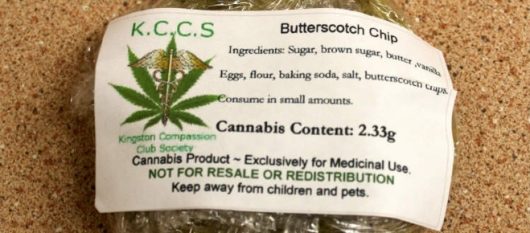 K.C.C.S
Butterscotch Chip
Ingredients: Sugar, brown sugar, butter ,vanilla
Eggs, flour, baking soda, salt, butterscotch chips
Consume in small amounts.
Cannabis Content: 2.33g
Kingston Compassion
Club Society
Cannabis Product ~ Exclusively for Medicinal Use.
NOT FOR RESALE OR REDISTRIBUTION
Keep away from children and pets.